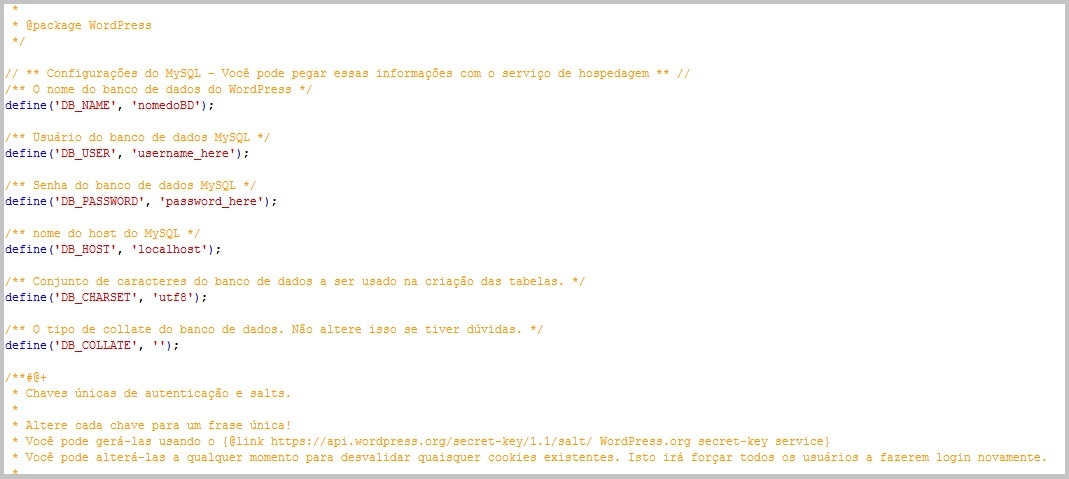 *
* @package WordPress
*/
// ** Configurações do MySQL - Você pode pegar essas informações com o serviço de hospedagem ** //
/** O nome do banco de dados do WordPress */
define('DB_NAME', 'nomedoBD');
/** Usuário do banco de dados MySQL */
define('DB_USER', 'username_here');
/** Senha do banco de dados MySQL */
define('DB_PASSWORD', 'password_here');
/** nome do host do MySQL */
define('DB_HOST', 'localhost');
/** Conjunto de caracteres do banco de dados a ser usado na criação das tabelas. */
define('DB_CHARSET', 'utf8');
/** O tipo de collate do banco de dados. Não altere isso se tiver dúvidas. */
define('DB_COLLATE', '');
/**#@+
* Chaves únicas de autenticação e salts.
*
* Altere cada chave para um frase única!
* Você pode gerá-las usando o {@link https://api.wordpress.org/secret-key/1.1/salt/ WordPress.org secret-key service}
* Você pode alterá-las a qualquer momento para desvalidar quaisquer cookies existentes. Isto irá forçar todos os usuários a fazerem login novamente.
*